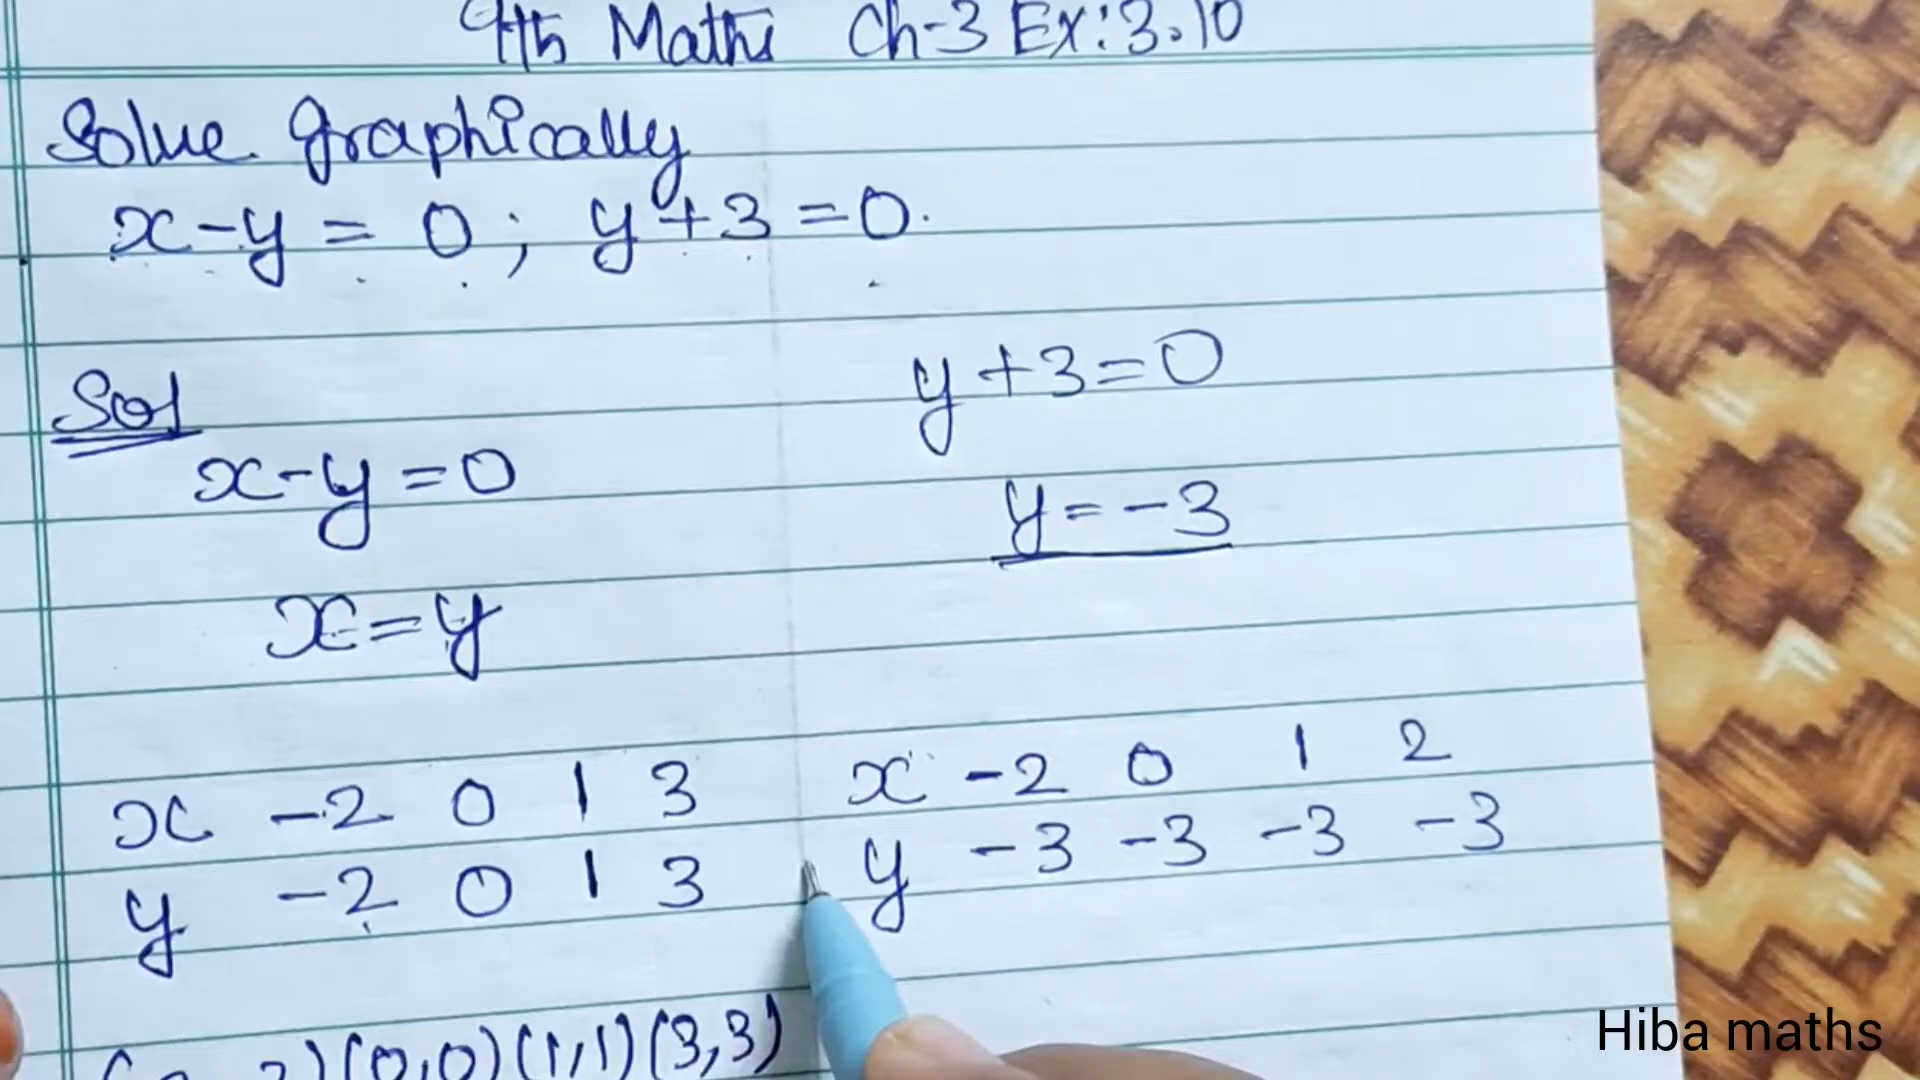 9th Maths Ch-3 Ex: 3.10
Solve graphically
x - y = 0 ; y + 3 = 0.
Sol
x - y = 0
x = y
y + 3 = 0
y = -3
x -2 0 1 3
y -2 0 1 3
x -2 0 1 2
y -3 -3 -3 -3
(0,0) (1,1) (3,3)
Hiba maths